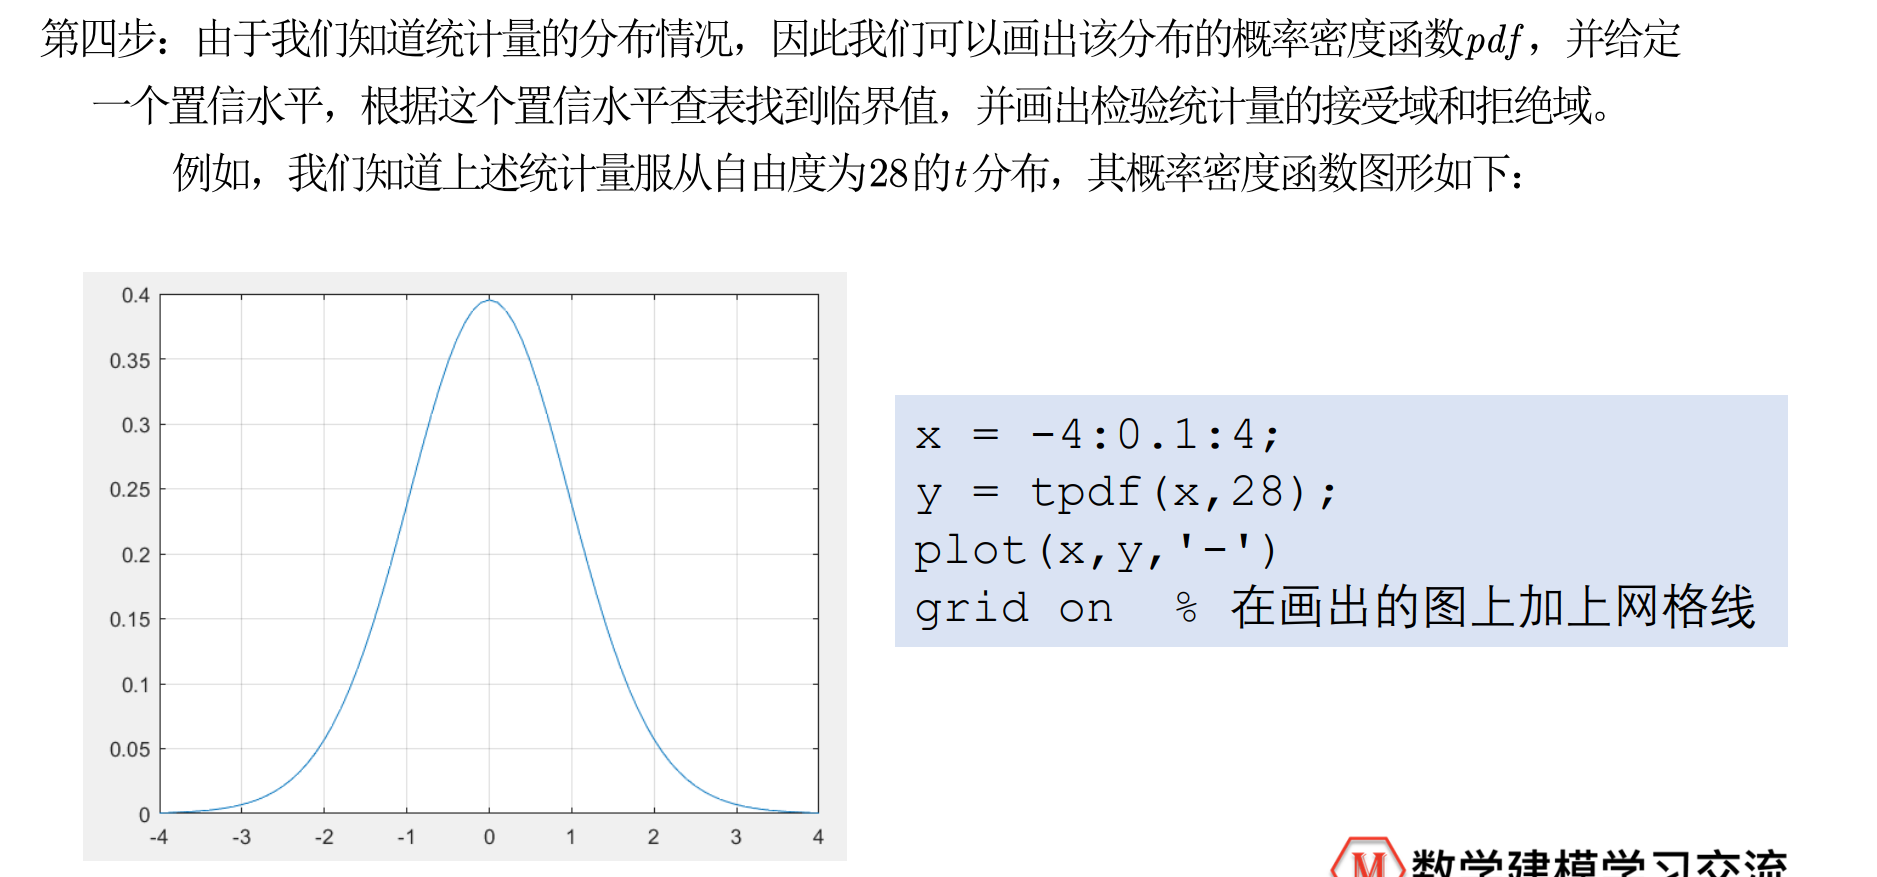 第四步：由于我们知道统计量的分布情况，因此我们可以画出该分布的概率密度函数pdf，并给定
一个置信水平，根据这个置信水平查表找到临界值，并画出检验统计量的接受域和拒绝域。
例如，我们知道上述统计量服从自由度为28的t分布，其概率密度函数图形如下：
0.4
0.35
0.3
0.25
0.2
0.15
0.1
0.05
0
-4 -3 -2 -1 0 1 2 3 4
x = -4:0.1:4;
y = tpdf(x,28);
plot(x,y,'-')
grid on % 在画出的图上加上网格线
M 数学建模学习交流